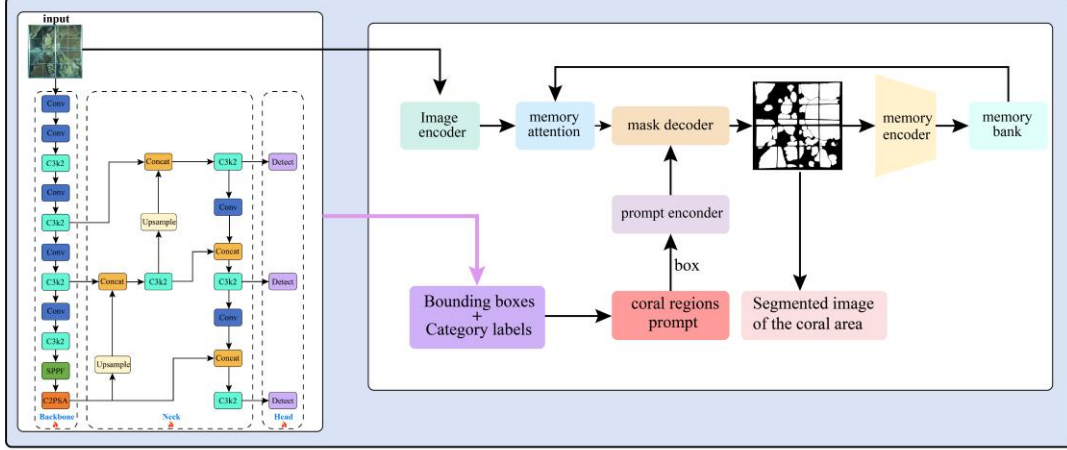 input
Conv
Conv
C3k2
Conv
C3k2
Conv
C3k2
Conv
C3k2
SPPF
C2PSA
Backbone
Concat
Upsample
Concat
C3k2
Upsample
C3k2
Conv
Concat
C3k2
Conv
Concat
C3k2
Neck
Detect
Detect
Detect
Head
Image
encoder
memory
attention
mask decoder
memory
encoder
memory
bank
prompt enconder
box
Bounding boxes
+
Category labels
coral regions
prompt
Segmented image
of the coral area